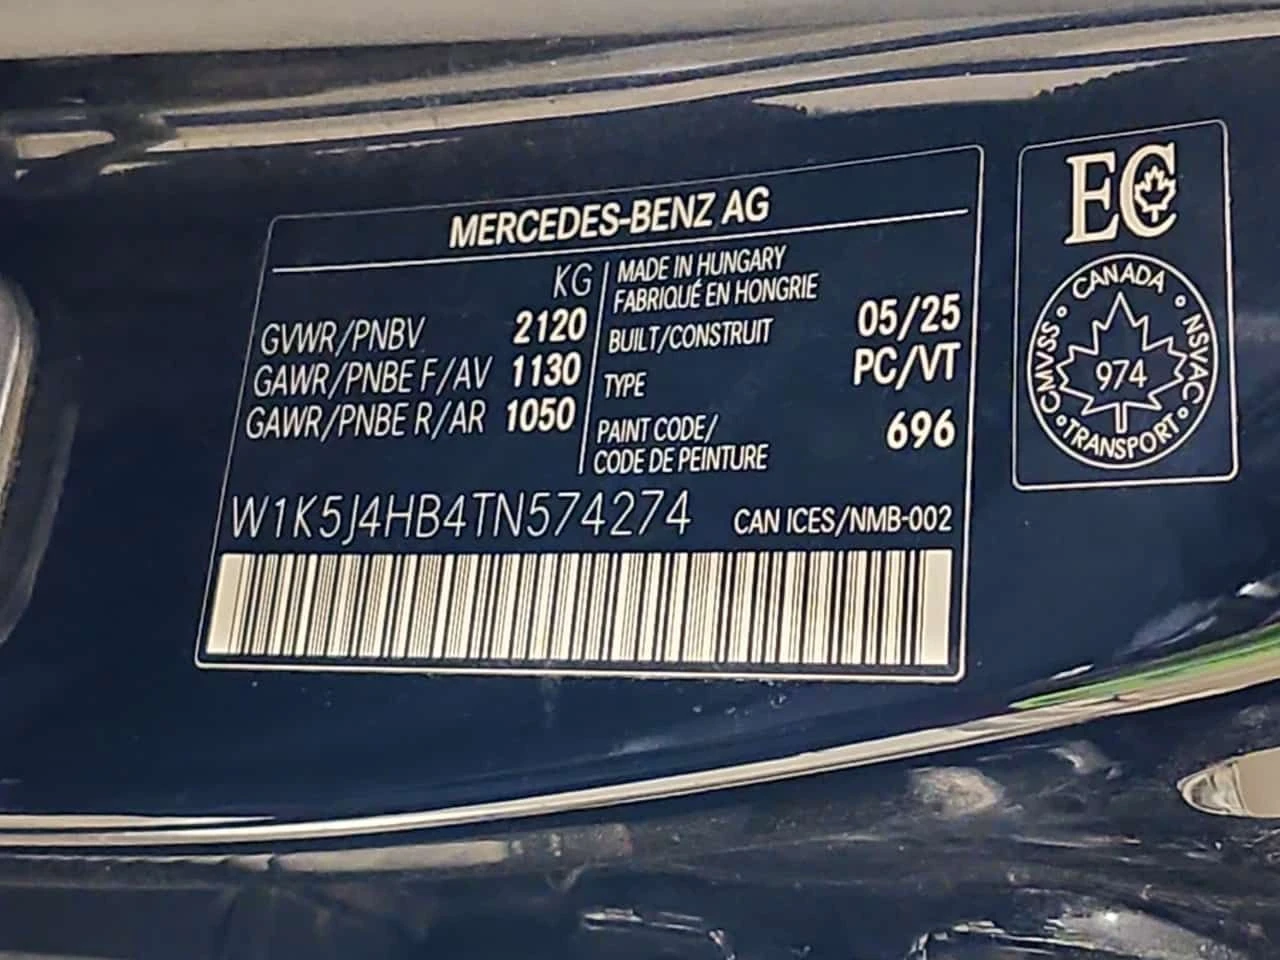 MERCEDES-BENZ AG
KG
GVWR/PNBV 2120
GAWR/PNBE F/AV 1130
GAWR/PNBE R/AR 1050
MADE IN HUNGARY
FABRIQUÉ EN HONGRIE
BUILT/CONSTRUIT 05/25
TYPE PC/VT
PAINT CODE/
CODE DE PEINTURE 696
W1K5J4HB4TN574274 CAN ICES/NMB-002
EC
CANADA
CMVSS NSVAC
974
TRANSPORT